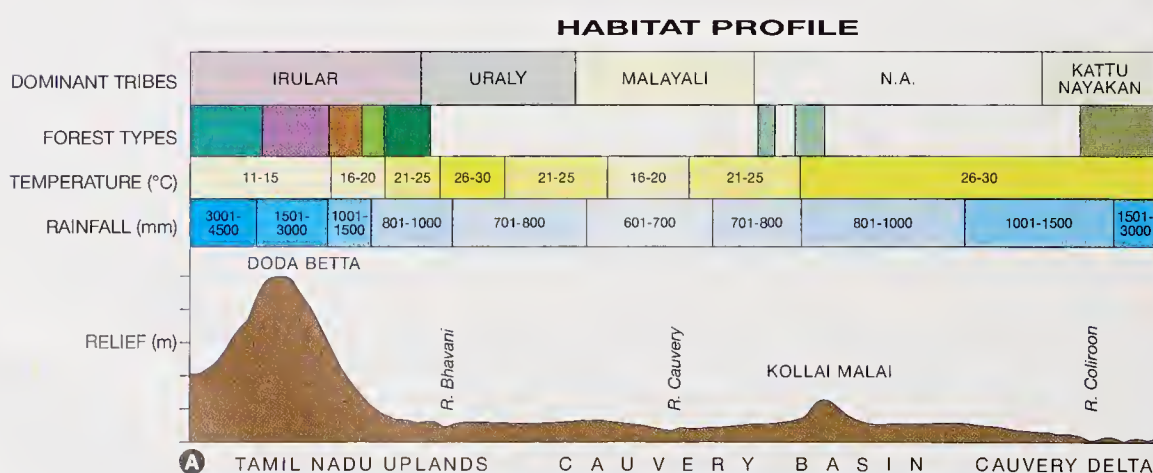 HABITAT PROFILE
DOMINANT TRIBES
IRULAR
URALY
MALAYALI
N.A.
KATTU
NAYAKAN
FOREST TYPES
TEMPERATURE (°C)
11-15
16-20
21-25
26-30
21-25
16-20
21-25
26-30
RAINFALL (mm)
3001-
4500
1501-
3000
1001-
1500
801-1000
701-800
601-700
701-800
801-1000
1001-1500
1501-
3000
DODA BETTA
RELIEF (m)
R. Bhavani
R. Cauvery
KOLLAI MALAI
R. Coliroon
A TAMIL NADU UPLANDS CAUVERY BASIN CAUVERY DELTA